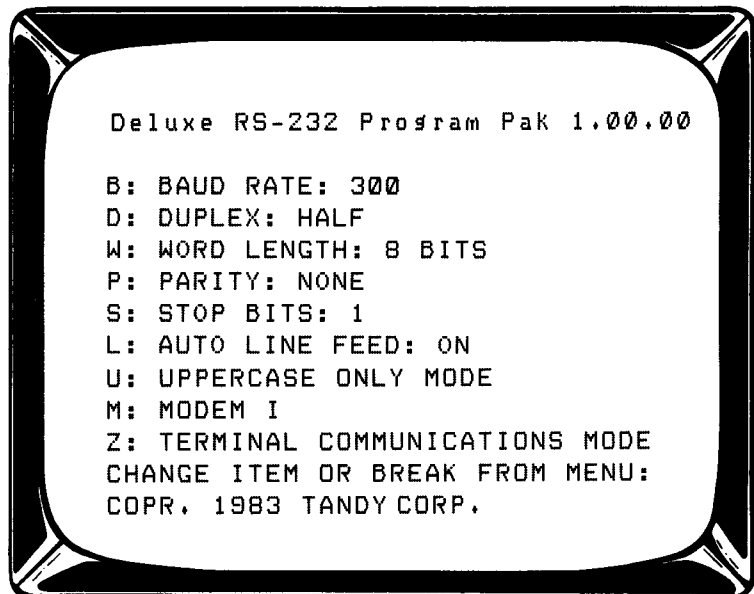 Deluxe RS-232 Program Pak 1.00.00
B: BAUD RATE: 300
D: DUPLEX: HALF
W: WORD LENGTH: 8 BITS
P: PARITY: NONE
S: STOP BITS: 1
L: AUTO LINE FEED: ON
U: UPPERCASE ONLY MODE
M: MODEM I
Z: TERMINAL COMMUNICATIONS MODE
CHANGE ITEM OR BREAK FROM MENU:
COPR. 1983 TANDY CORP.